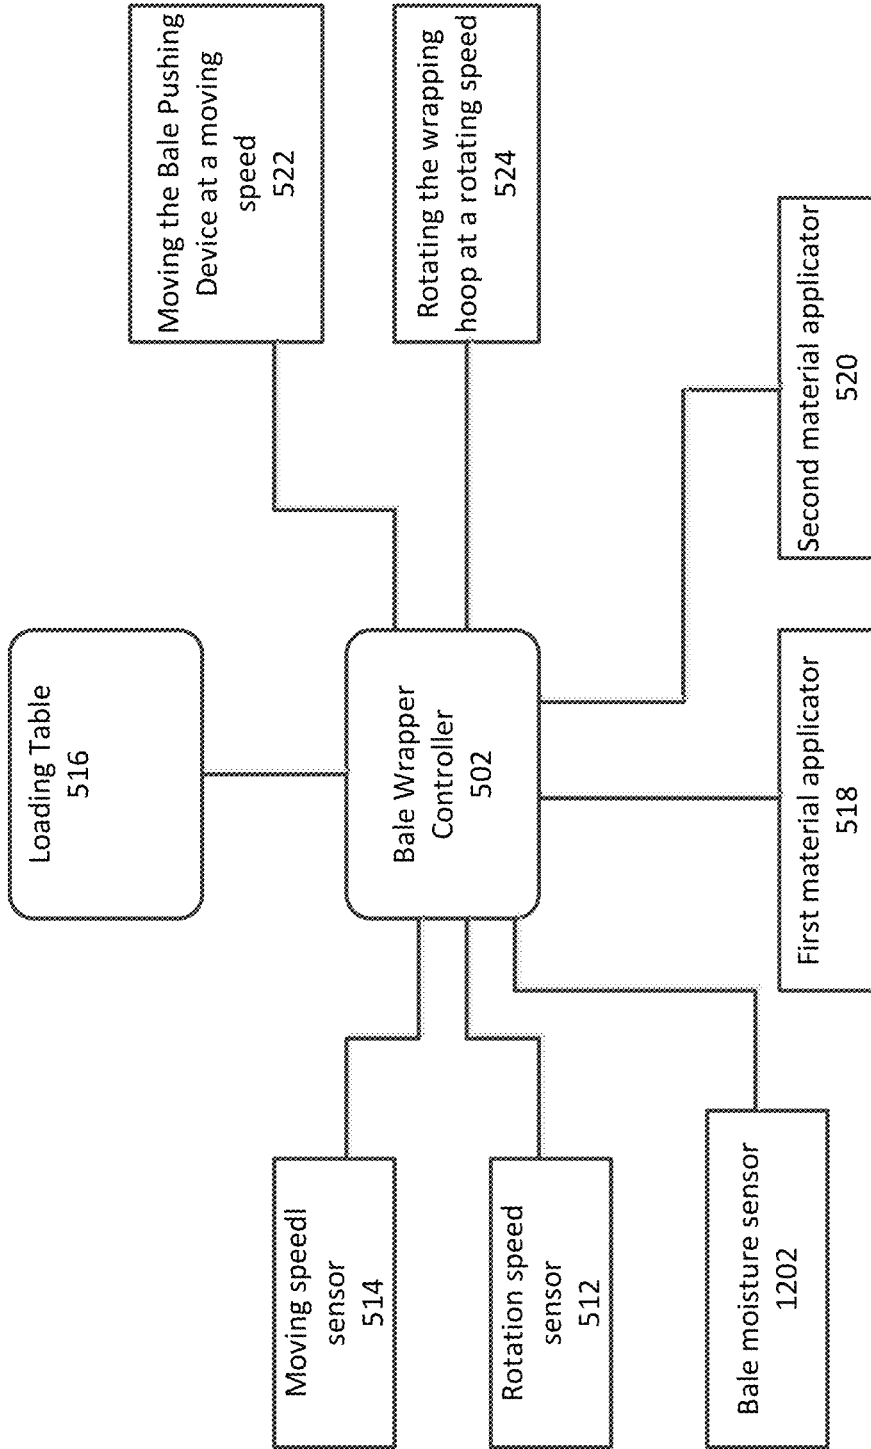 Loading Table
516
Moving the Bale Pushing
Device at a moving
speed
522
Moving speedl
sensor
514
Bale Wrapper
Controller
502
Rotating the wrapping
hoop at a rotating speed
524
Rotation speed
sensor
512
Bale moisture sensor
1202
First material applicator
518
Second material applicator
520